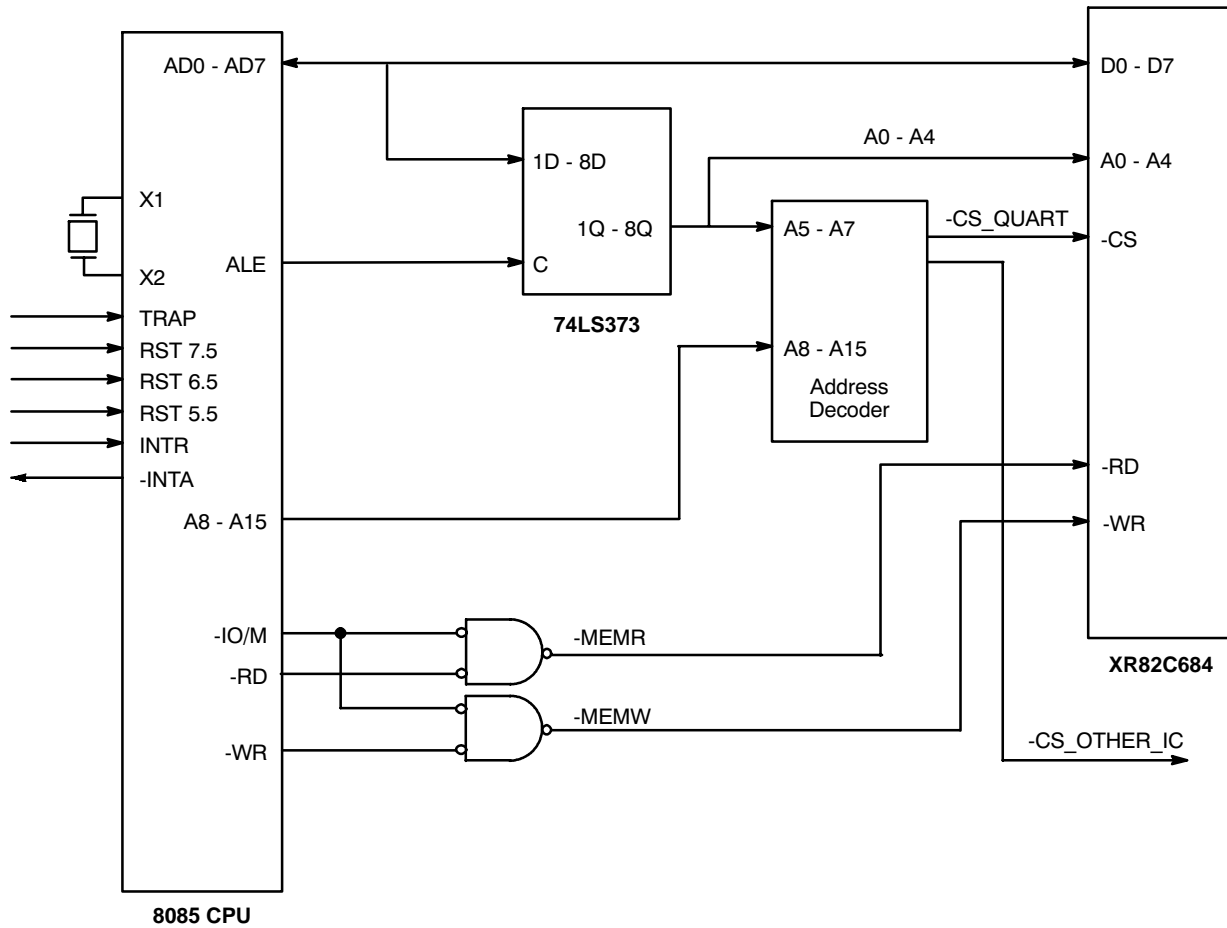 AD0 - AD7
D0 - D7
A0 - A4
1D - 8D
A0 - A4
X1
1Q - 8Q
A5 - A7
-CS_QUART
-CS
X2
ALE
C
TRAP
74LS373
RST 7.5
A8 - A15
RST 6.5
Address
Decoder
RST 5.5
INTR
-RD
-INTA
A8 - A15
-WR
-IO/M
-MEMR
-RD
XR82C684
-MEMW
-WR
-CS_OTHER_IC
8085 CPU